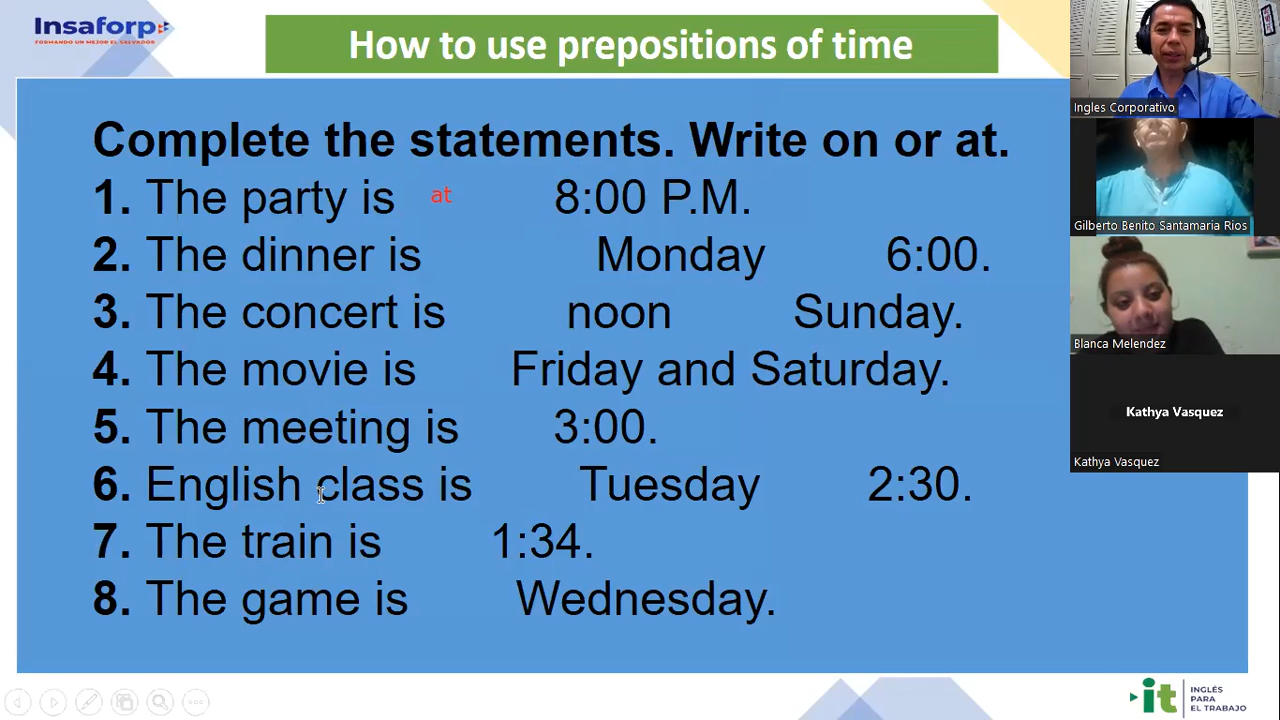 Insaforp
FORMANDO UN MEJOR EL SALVADOR
How to use prepositions of time
Complete the statements. Write on or at.
1. The party is at 8:00 P.M.
2. The dinner is Monday 6:00.
3. The concert is noon Sunday.
4. The movie is Friday and Saturday.
5. The meeting is 3:00.
6. English class is Tuesday 2:30.
7. The train is 1:34.
8. The game is Wednesday.
Ingles Corporativo
Gilberto Benito Santamaria Rios
Blanca Melendez
Kathya Vasquez
Kathya Vasquez
it INGLÉS
PARA
EL TRABAJO